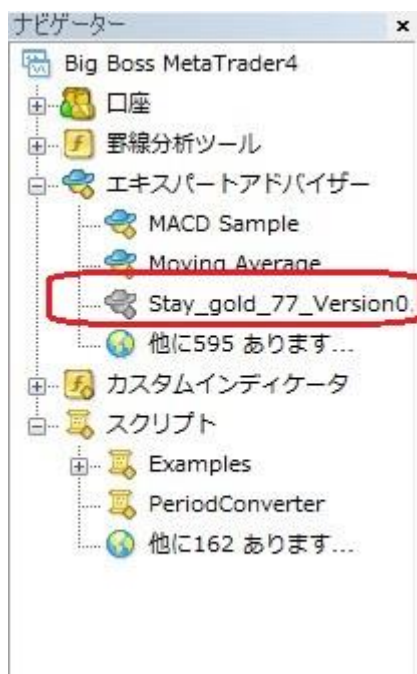 ナビゲーター
Big Boss MetaTrader4
口座
罫線分析ツール
エキスパートアドバイザー
MACD Sample
Moving Average
Stay_gold_77_Version0.
他に595 あります...
カスタムインディケータ
スクリプト
Examples
PeriodConverter
他に162 あります...